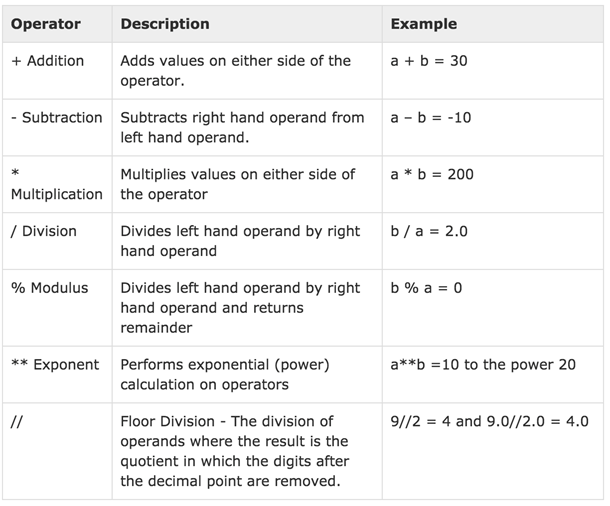 Operator Description Example
+ Addition Adds values on either side of the a + b = 30
operator.
- Subtraction Subtracts right hand operand from a – b = -10
left hand operand.
* Multiplies values on either side of a * b = 200
Multiplication the operator
/ Division Divides left hand operand by right b / a = 2.0
hand operand
% Modulus Divides left hand operand by right b % a = 0
hand operand and returns
remainder
** Exponent Performs exponential (power) a**b =10 to the power 20
calculation on operators
// Floor Division - The division of 9//2 = 4 and 9.0//2.0 = 4.0
operands where the result is the
quotient in which the digits after
the decimal point are removed.